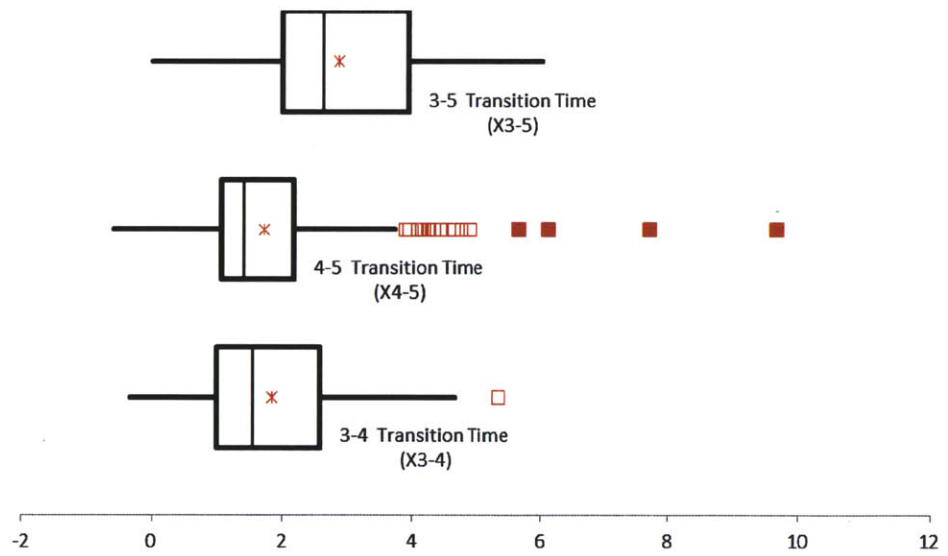 3-5 Transition Time
(X3-5)
4-5 Transition Time
(X4-5)
3-4 Transition Time
(X3-4)
-2 0 2 4 6 8 10 12